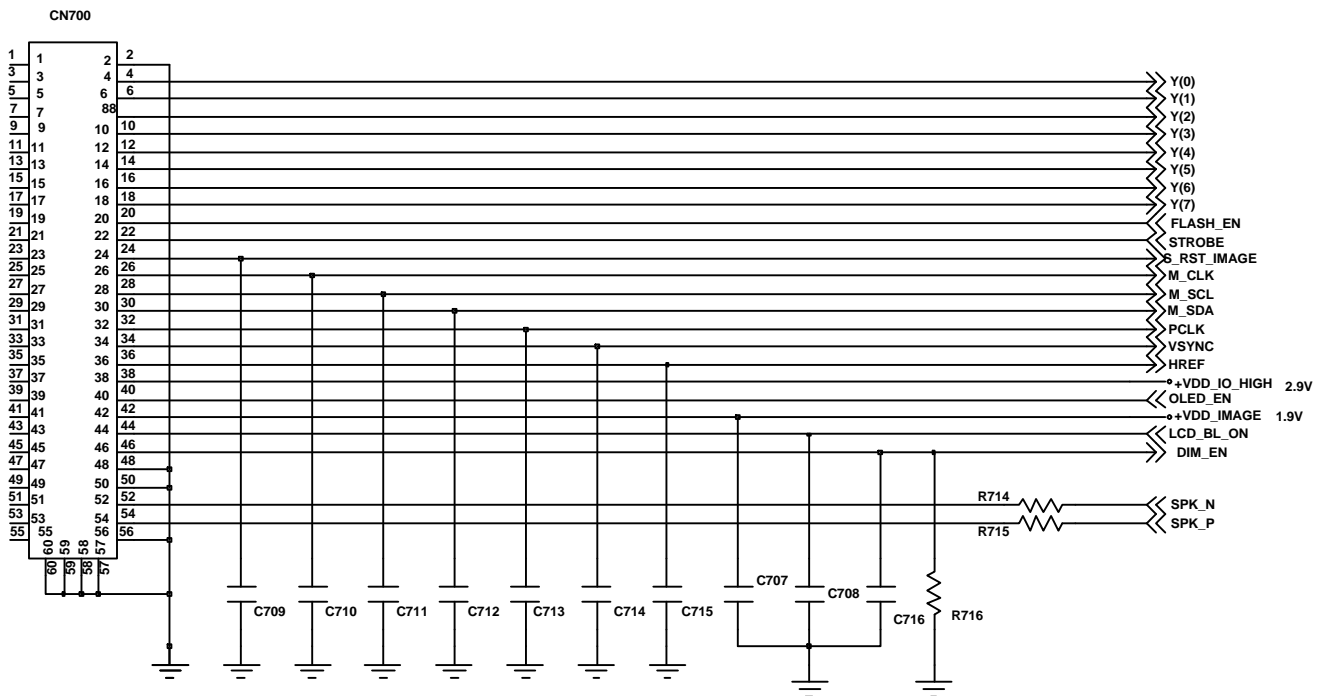 CN700
1 1 2 2
3 3 4 4
5 5 6 6
7 7 88
9 9 10 10
11 11 12 12
13 13 14 14
15 15 16 16
17 17 18 18
19 19 20 20
21 21 22 22
23 23 24 24
25 25 26 26
27 27 28 28
29 29 30 30
31 31 32 32
33 33 34 34
35 35 36 36
37 37 38 38
39 39 40 40
41 41 42 42
43 43 44 44
45 45 46 46
47 47 48 48
49 49 50 50
51 51 52 52
53 53 54 54
55 55 56 56
60 59 58 57
60 59 58 57
Y(0)
Y(1)
Y(2)
Y(3)
Y(4)
Y(5)
Y(6)
Y(7)
FLASH_EN
STROBE
S_RST_IMAGE
M_CLK
M_SCL
M_SDA
PCLK
VSYNC
HREF
+VDD_IO_HIGH 2.9V
OLED_EN
+VDD_IMAGE 1.9V
LCD_BL_ON
DIM_EN
R714 SPK_N
R715 SPK_P
C709 C710 C711 C712 C713 C714 C715 C707 C708 C716 R716